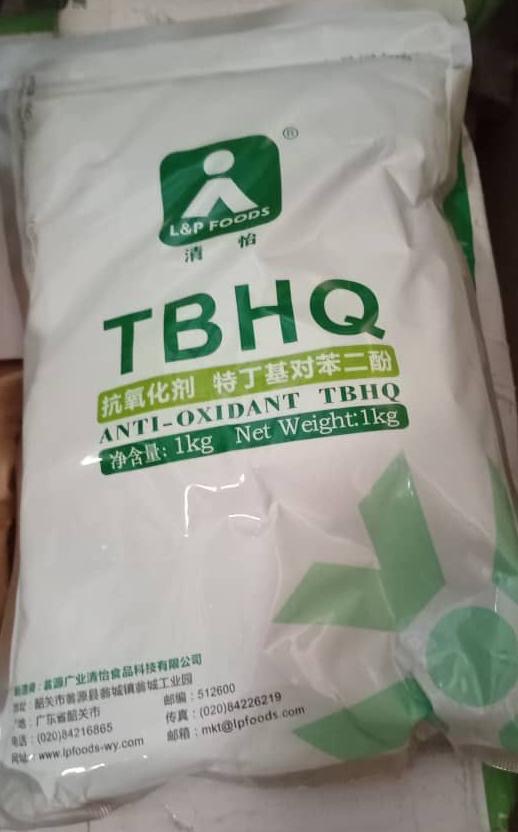 ®
L&P FOODS
清 怡
TBHQ
抗氧化剂 特丁基对苯二酚
ANTI-OXIDANT TBHQ
净含量: 1kg Net Weight:1kg
翁源广业清怡食品科技有限公司
韶关市翁源县翁城镇翁城工业园
广东省韶关市 邮编: 512600
电话: (020)84216865 传真: (020)84226219
网址: www.lpfoods-wy.com 邮箱: mkt@lpfoods.com